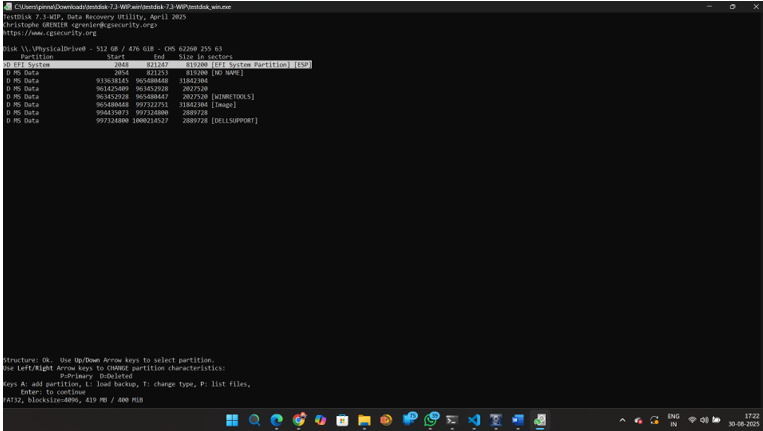 C:\Users\pinna\Downloads\testdisk-7.3-WIP.win\testdisk-7.3-WIP\testdisk_win.exe
TestDisk 7.3-WIP, Data Recovery Utility, April 2025
Christophe GRENIER <grenier@cgsecurity.org>
https://www.cgsecurity.org
Disk \\.\PhysicalDrive0 - 512 GB / 476 GiB - CHS 62260 255 63
Partition Start End Size in sectors
>D EFI System 2048 821247 819200 [EFI System Partition] [ESP]
D MS Data 2054 821253 819200 [NO NAME]
D MS Data 933638145 965480448 31842304
D MS Data 961425409 963452928 2027520
D MS Data 963452928 965480447 2027520 [WINRETOOLS]
D MS Data 965480448 997322751 31842304 [Image]
D MS Data 994435073 997324800 2889728
D MS Data 997324800 1000214527 2889728 [DELLSUPPORT]
Structure: Ok. Use Up/Down Arrow keys to select partition.
Use Left/Right Arrow keys to CHANGE partition characteristics:
P=Primary D=Deleted
Keys A: add partition, L: load backup, T: change type, P: list files,
Enter: to continue
FAT32, blocksize=4096, 419 MB / 400 MiB
ENG
IN
17:22
30-08-2025